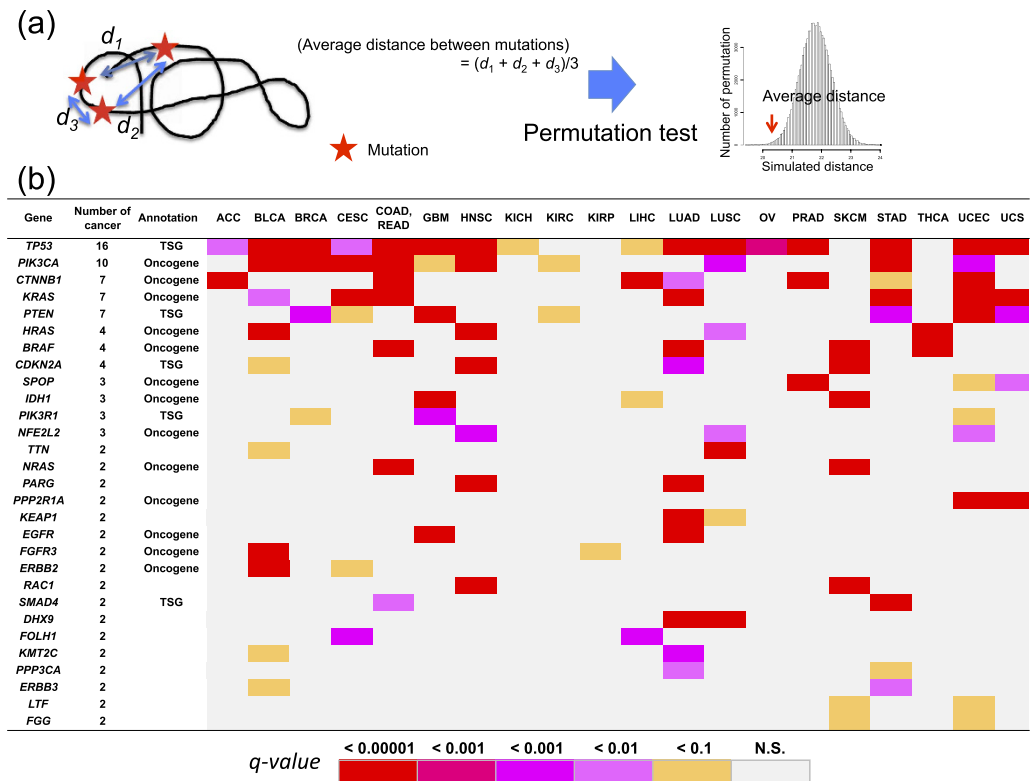 (a)
d1
d2
d3
(Average distance between mutations)
= (d1 + d2 + d3)/3
Mutation
Permutation test
Number of permutation
Average distance
20 21 22 23 24
Simulated distance
(b)
Gene Number of cancer Annotation ACC BLCA BRCA CESC COAD, READ GBM HNSC KICH KIRC KIRP LIHC LUAD LUSC OV PRAD SKCM STAD THCA UCEC UCS
TP53 16 TSG
PIK3CA 10 Oncogene
CTNNB1 7 Oncogene
KRAS 7 Oncogene
PTEN 7 TSG
HRAS 4 Oncogene
BRAF 4 Oncogene
CDKN2A 4 TSG
SPOP 3 Oncogene
IDH1 3 Oncogene
PIK3R1 3 TSG
NFE2L2 3 Oncogene
TTN 2
NRAS 2 Oncogene
PARG 2
PPP2R1A 2 Oncogene
KEAP1 2
EGFR 2 Oncogene
FGFR3 2 Oncogene
ERBB2 2 Oncogene
RAC1 2
SMAD4 2 TSG
DHX9 2
FOLH1 2
KMT2C 2
PPP3CA 2
ERBB3 2
LTF 2
FGG 2
< 0.00001 < 0.001 < 0.001 < 0.01 < 0.1 N.S.
q-value